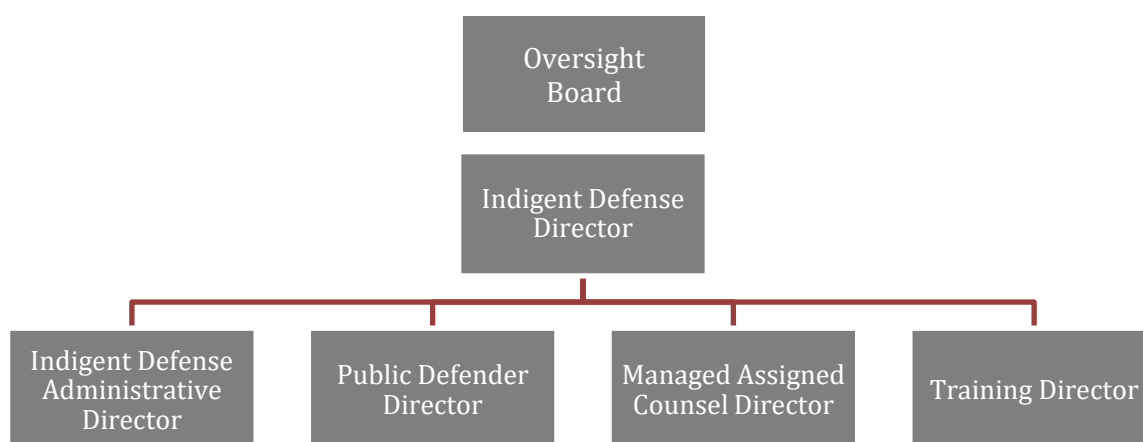 Oversight
Board
Indigent Defense
Director
Indigent Defense
Administrative
Director
Public Defender
Director
Managed Assigned
Counsel Director
Training Director